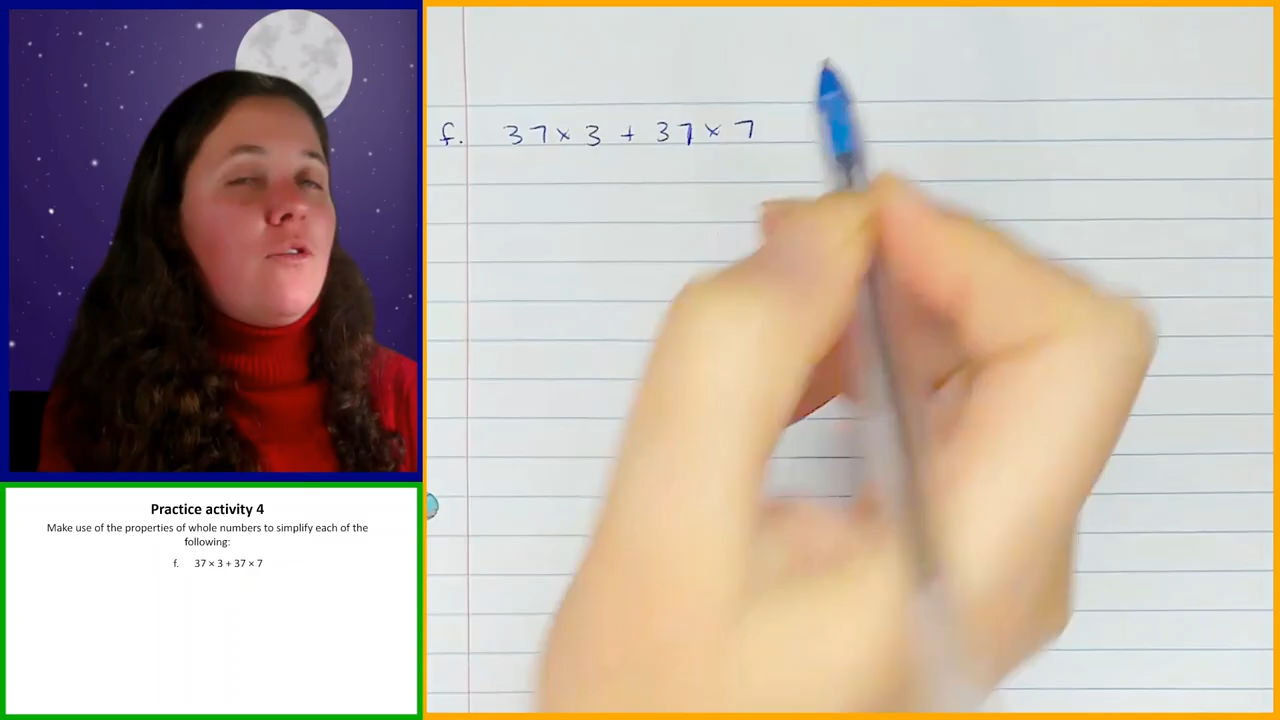 f. 37 × 3 + 37 × 7
Practice activity 4
Make use of the properties of whole numbers to simplify each of the
following:
f. 37 × 3 + 37 × 7